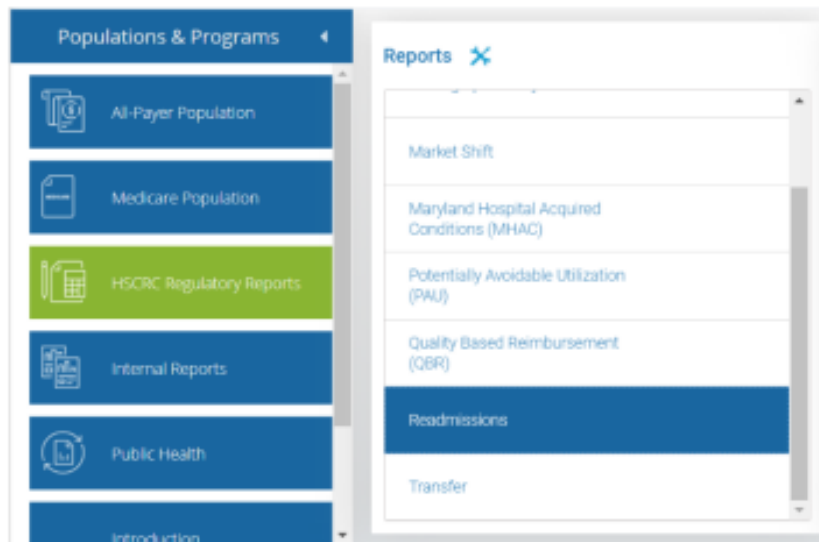 Populations & Programs
All-Payer Population
Medicare Population
HSCRC Regulatory Reports
Internal Reports
Public Health
Introduction
Reports
Market Shift
Maryland Hospital Acquired
Conditions (MHAC)
Potentially Avoidable Utilization
(PAU)
Quality Based Reimbursement
(QBR)
Readmissions
Transfer